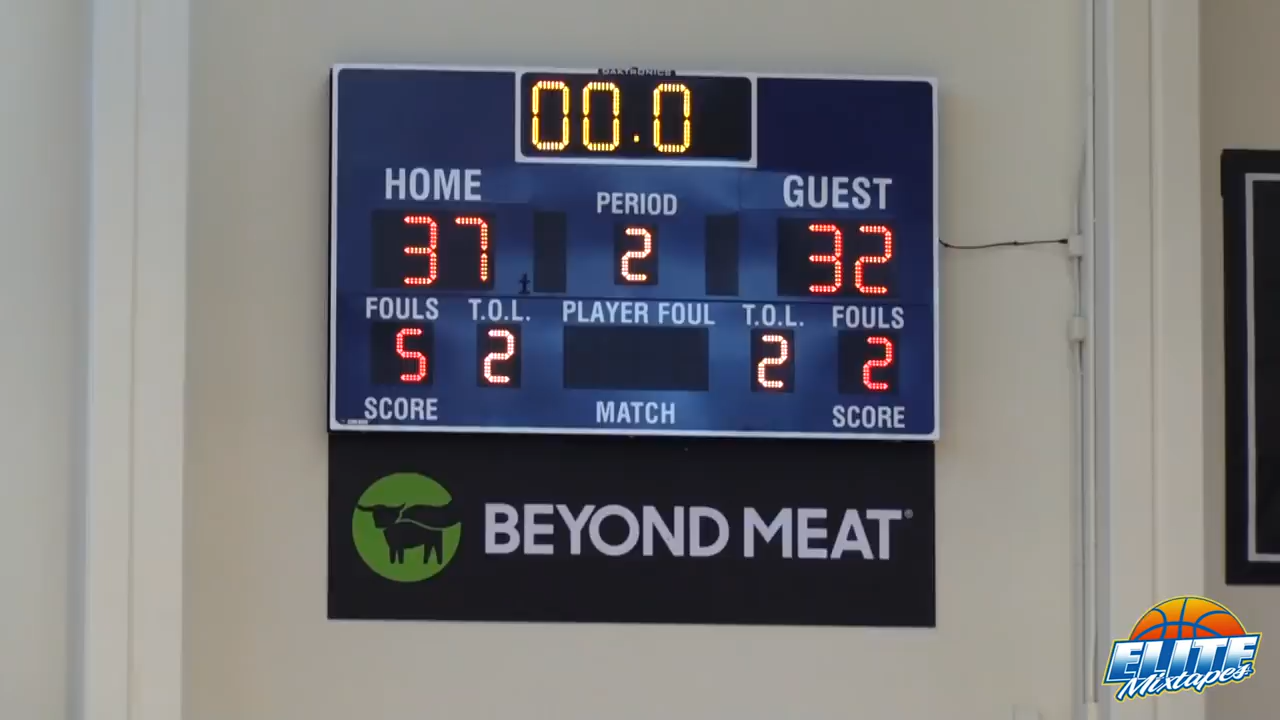 DAKTRONICS
00.0
HOME PERIOD GUEST
37 2 32
FOULS T.O.L. PLAYER FOUL T.O.L. FOULS
5 2 2 2
SCORE MATCH SCORE
BEYOND MEAT®
ELITE
Mixtapes